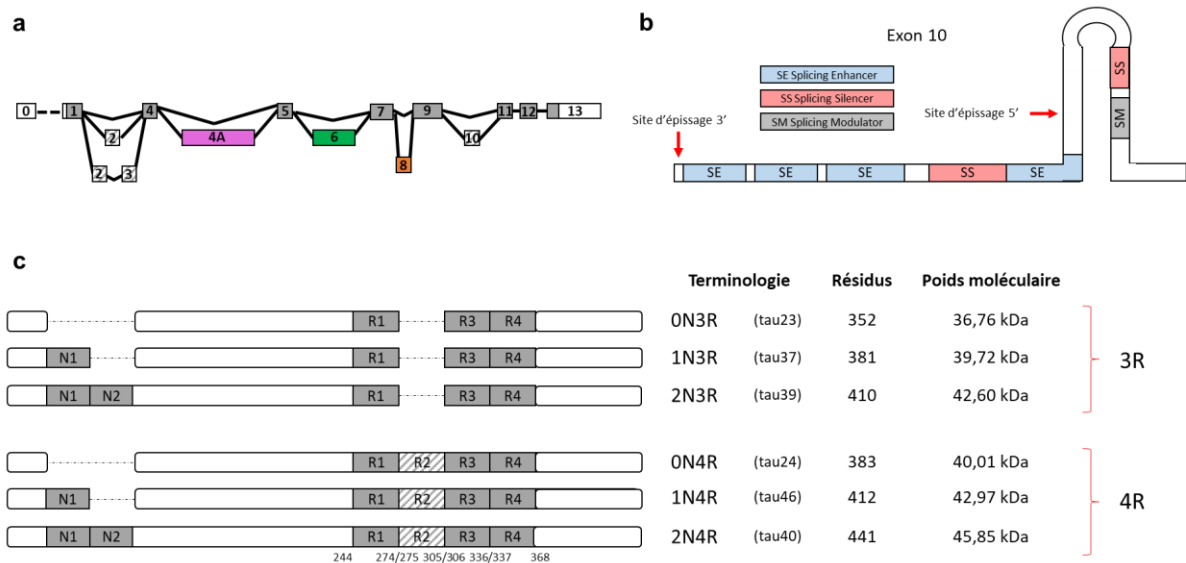 a
0 1 4 5 7 9 11 12 13
2 4A 6 10
8
2 3
b
Exon 10
SE Splicing Enhancer
SS Splicing Silencer
SM Splicing Modulator
Site d'épissage 3'
Site d'épissage 5'
SS
SM
SE SE SE SS SE
c
Terminologie Résidus Poids moléculaire
R1 R3 R4 0N3R (tau23) 352 36,76 kDa
N1 R1 R3 R4 1N3R (tau37) 381 39,72 kDa
3R
N1 N2 R1 R3 R4 2N3R (tau39) 410 42,60 kDa
R1 R2 R3 R4 0N4R (tau24) 383 40,01 kDa
N1 R1 R2 R3 R4 1N4R (tau46) 412 42,97 kDa
4R
N1 N2 R1 R2 R3 R4 2N4R (tau40) 441 45,85 kDa
244 274/275 305/306 336/337 368